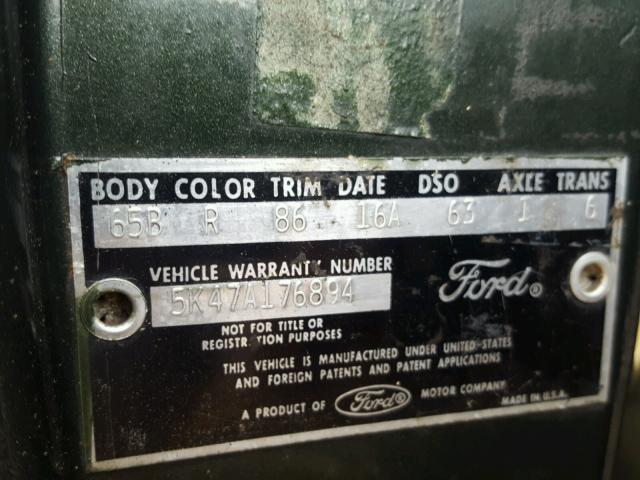 BODY COLOR TRIM DATE DSO AXLE TRANS
65B R 86 16A 63 1 6
VEHICLE WARRANTY NUMBER
5K47A176894
Ford®
NOT FOR TITLE OR
REGISTR TION PURPOSES
THIS VEHICLE IS MANUFACTURED UNDER UNITED STATES
AND FOREIGN PATENTS AND PATENT APPLICATIONS
A PRODUCT OF Ford® MOTOR COMPANY
MADE IN U.S.A.